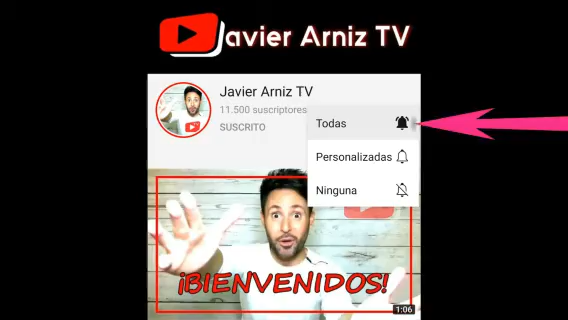 Javier Arniz TV
Javier Arniz TV
11.500 suscriptores
SUSCRITO
Todas
Personalizadas
Ninguna
¡BIENVENIDOS!
1:06